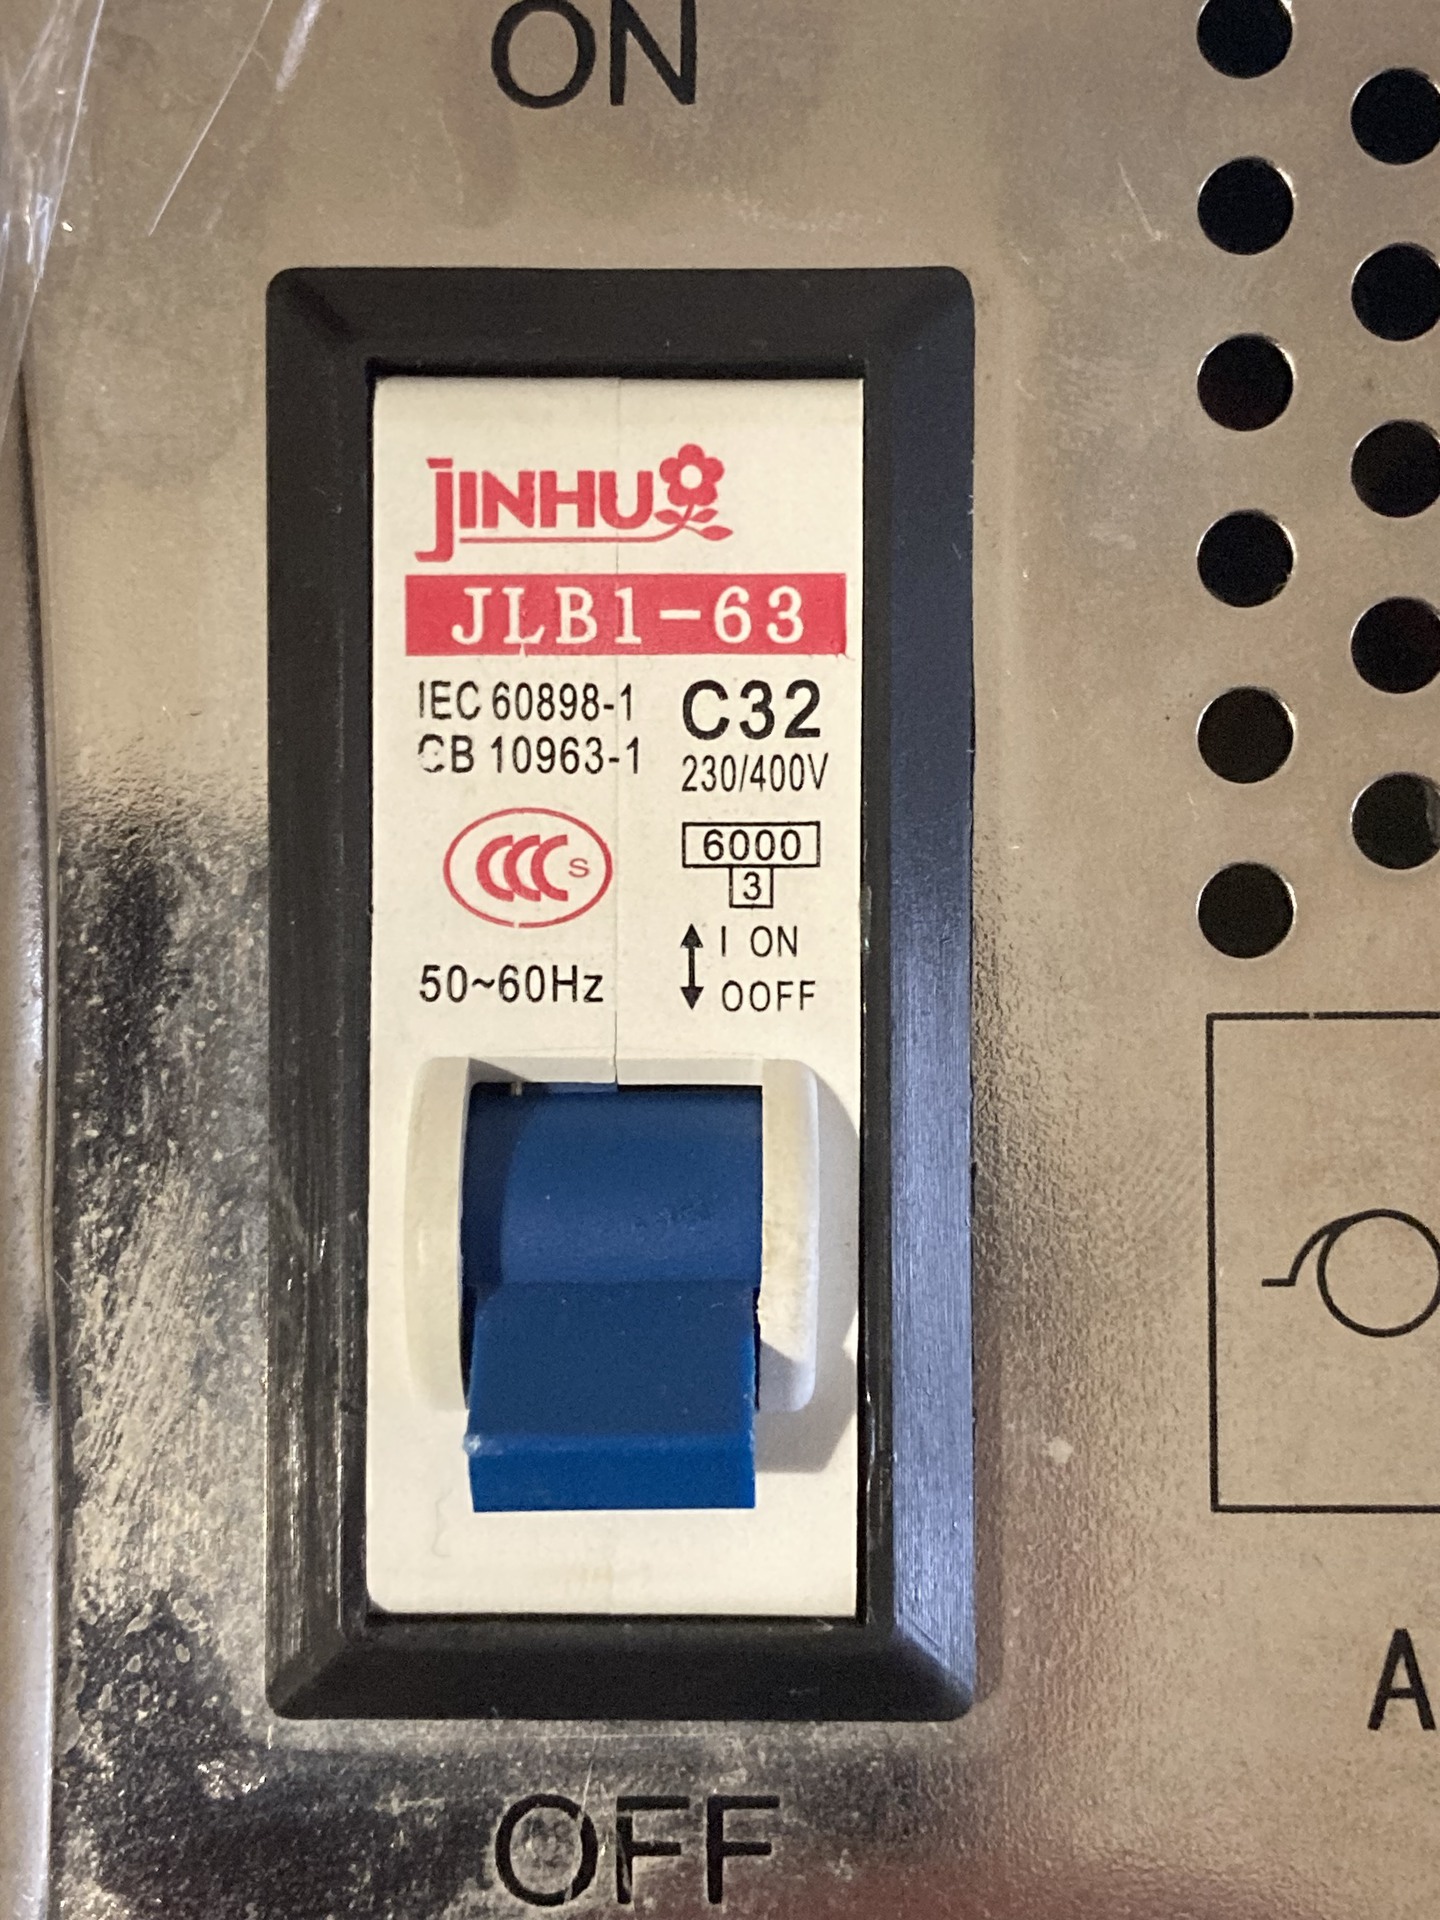 ON
JINHU
JLB1-63
IEC 60898-1 C32
CB 10963-1 230/400V
CCC S
6000
3
I ON
50~60Hz
OOFF
A
OFF